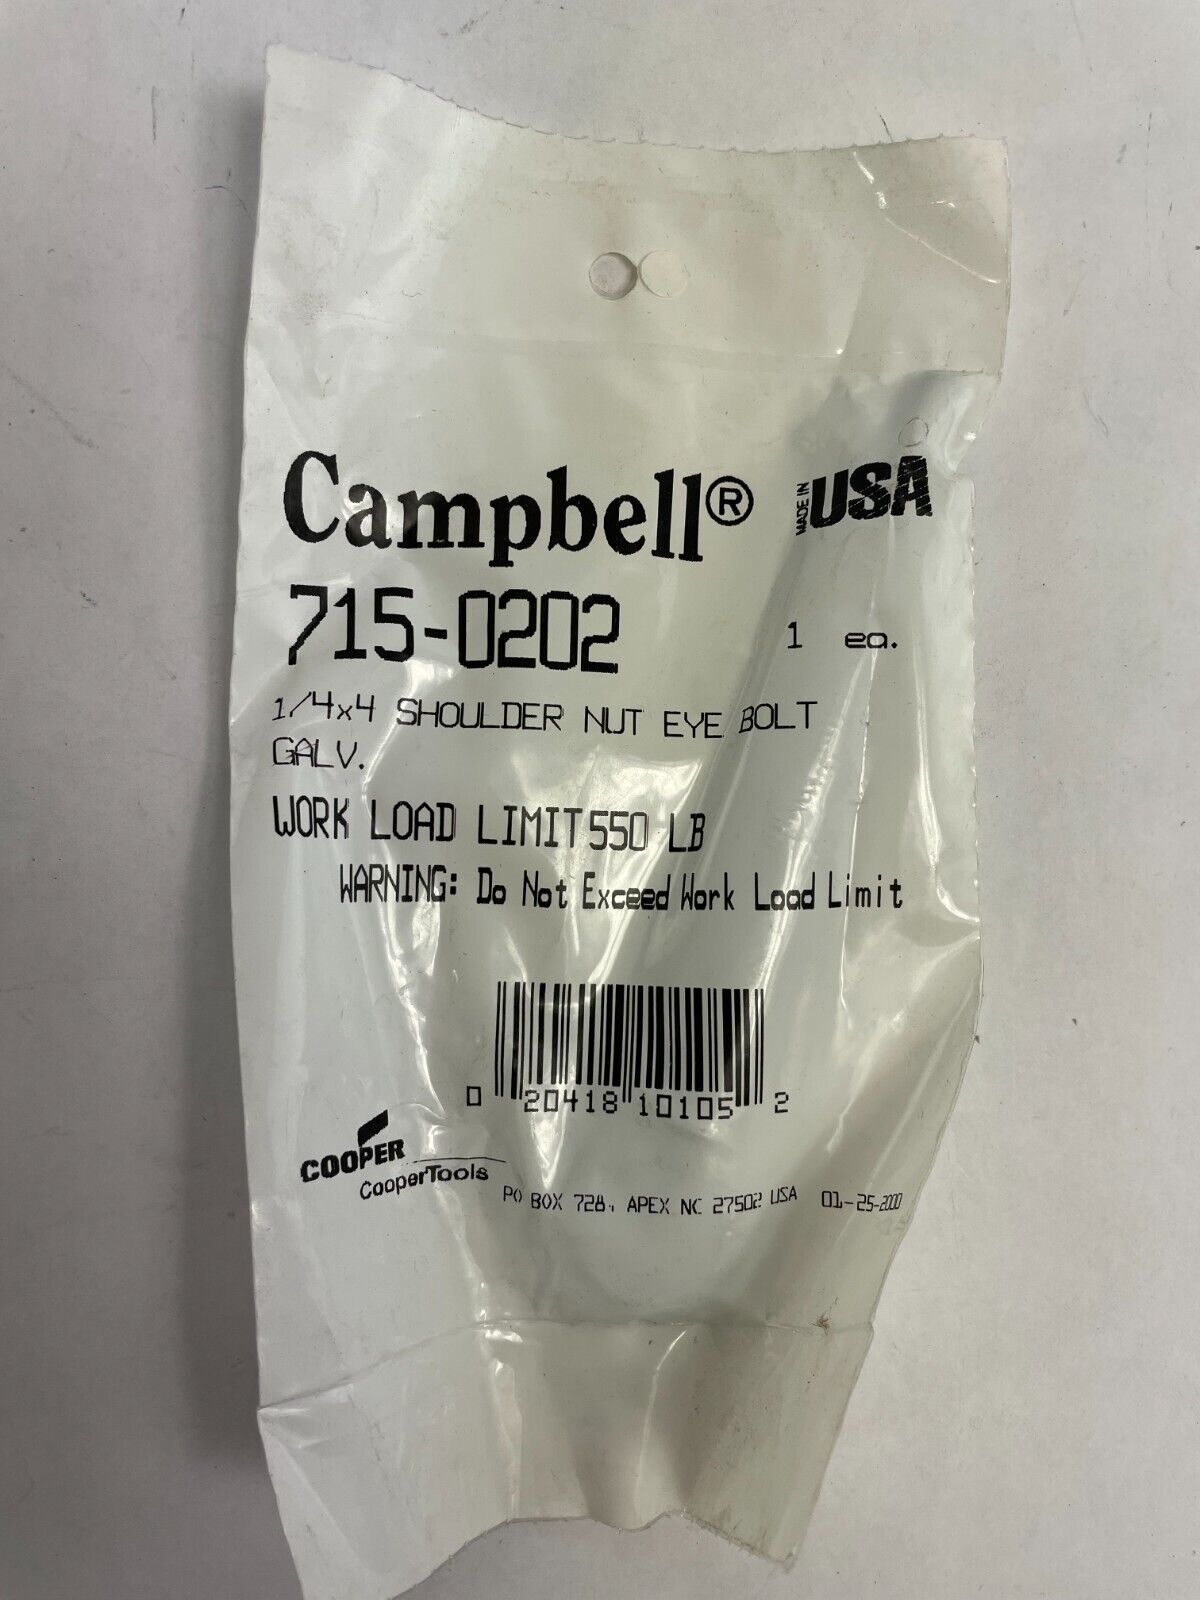 Campbell®
MADE IN USA
715-0202
1 ea.
1/4x4 SHOULDER NUT EYE BOLT
GALV.
WORK LOAD LIMIT 550 LB
WARNING: Do Not Exceed Work Load Limit
0 20418 10105 2
COOPER
CooperTools
PO BOX 728, APEX NC 27502 USA 01-25-2000